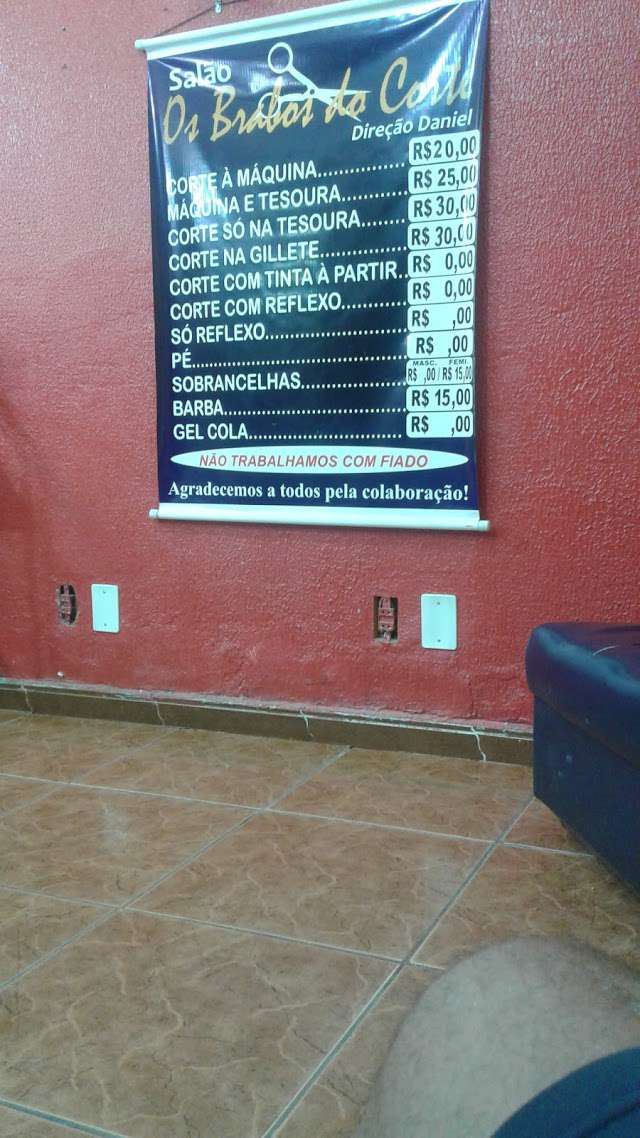 Salão
Os Brabos do Corte
Direção Daniel
CORTE À MÁQUINA................ R$20,00
MÁQUINA E TESOURA............. R$ 25,00
CORTE SÓ NA TESOURA........ R$ 30,00
CORTE NA GILLETE................ R$ 30,00
CORTE COM TINTA À PARTIR.. R$ 0,00
CORTE COM REFLEXO............. R$ 0,00
SÓ REFLEXO........................... R$ ,00
PÉ........................................... R$ ,00
MASC. FEMI.
SOBRANCELHAS..................... R$ ,00 / R$ 15,00
BARBA.................................... R$ 15,00
GEL COLA............................... R$ ,00
NÃO TRABALHAMOS COM FIADO
Agradecemos a todos pela colaboração!